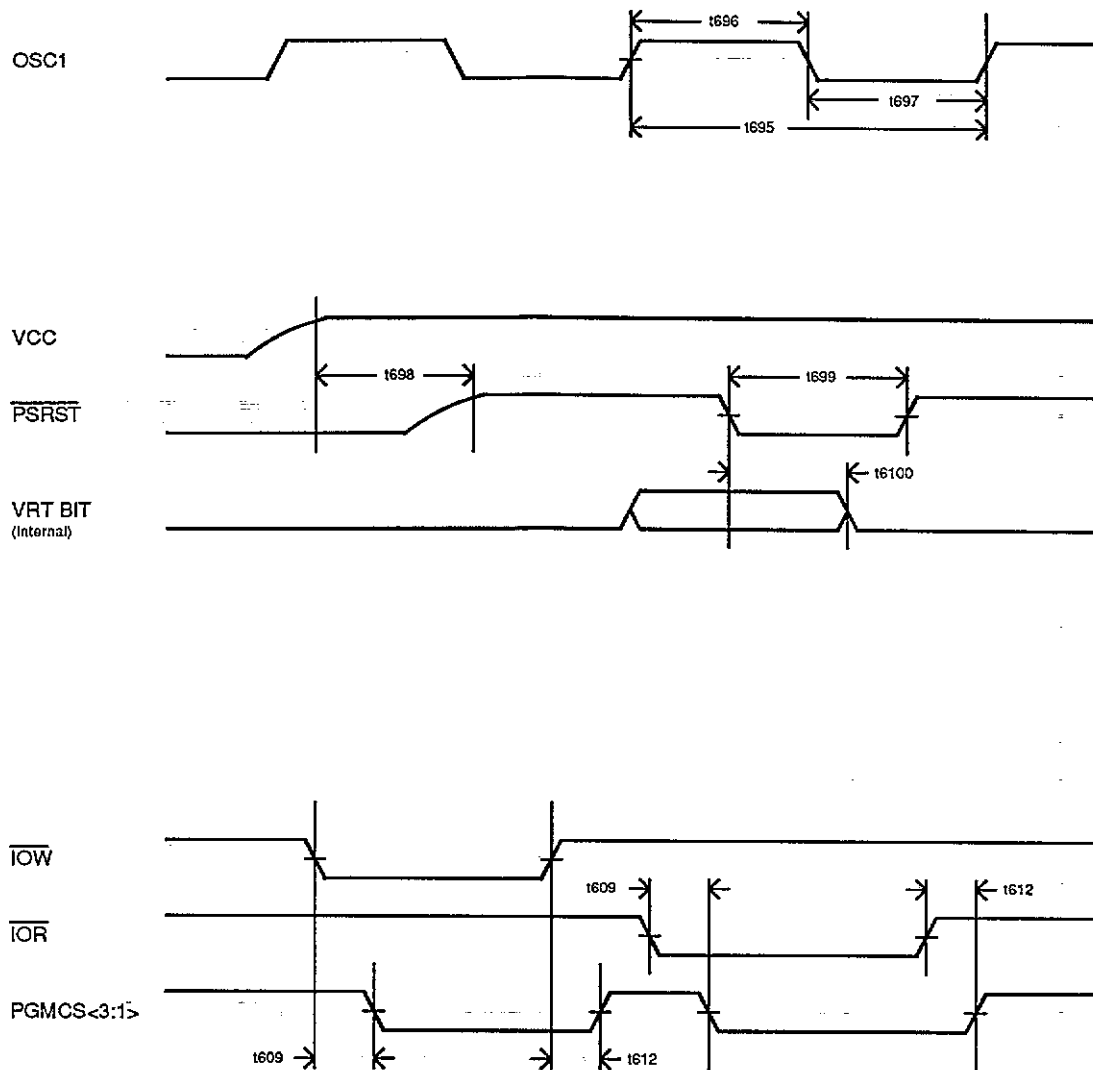 t696
OSC1
t697
t695
VCC
t698
t699
PSRST
t6100
VRT BIT
(Internal)
IOW
t609
t612
IOR
PGMCS<3:1>
t609
t612